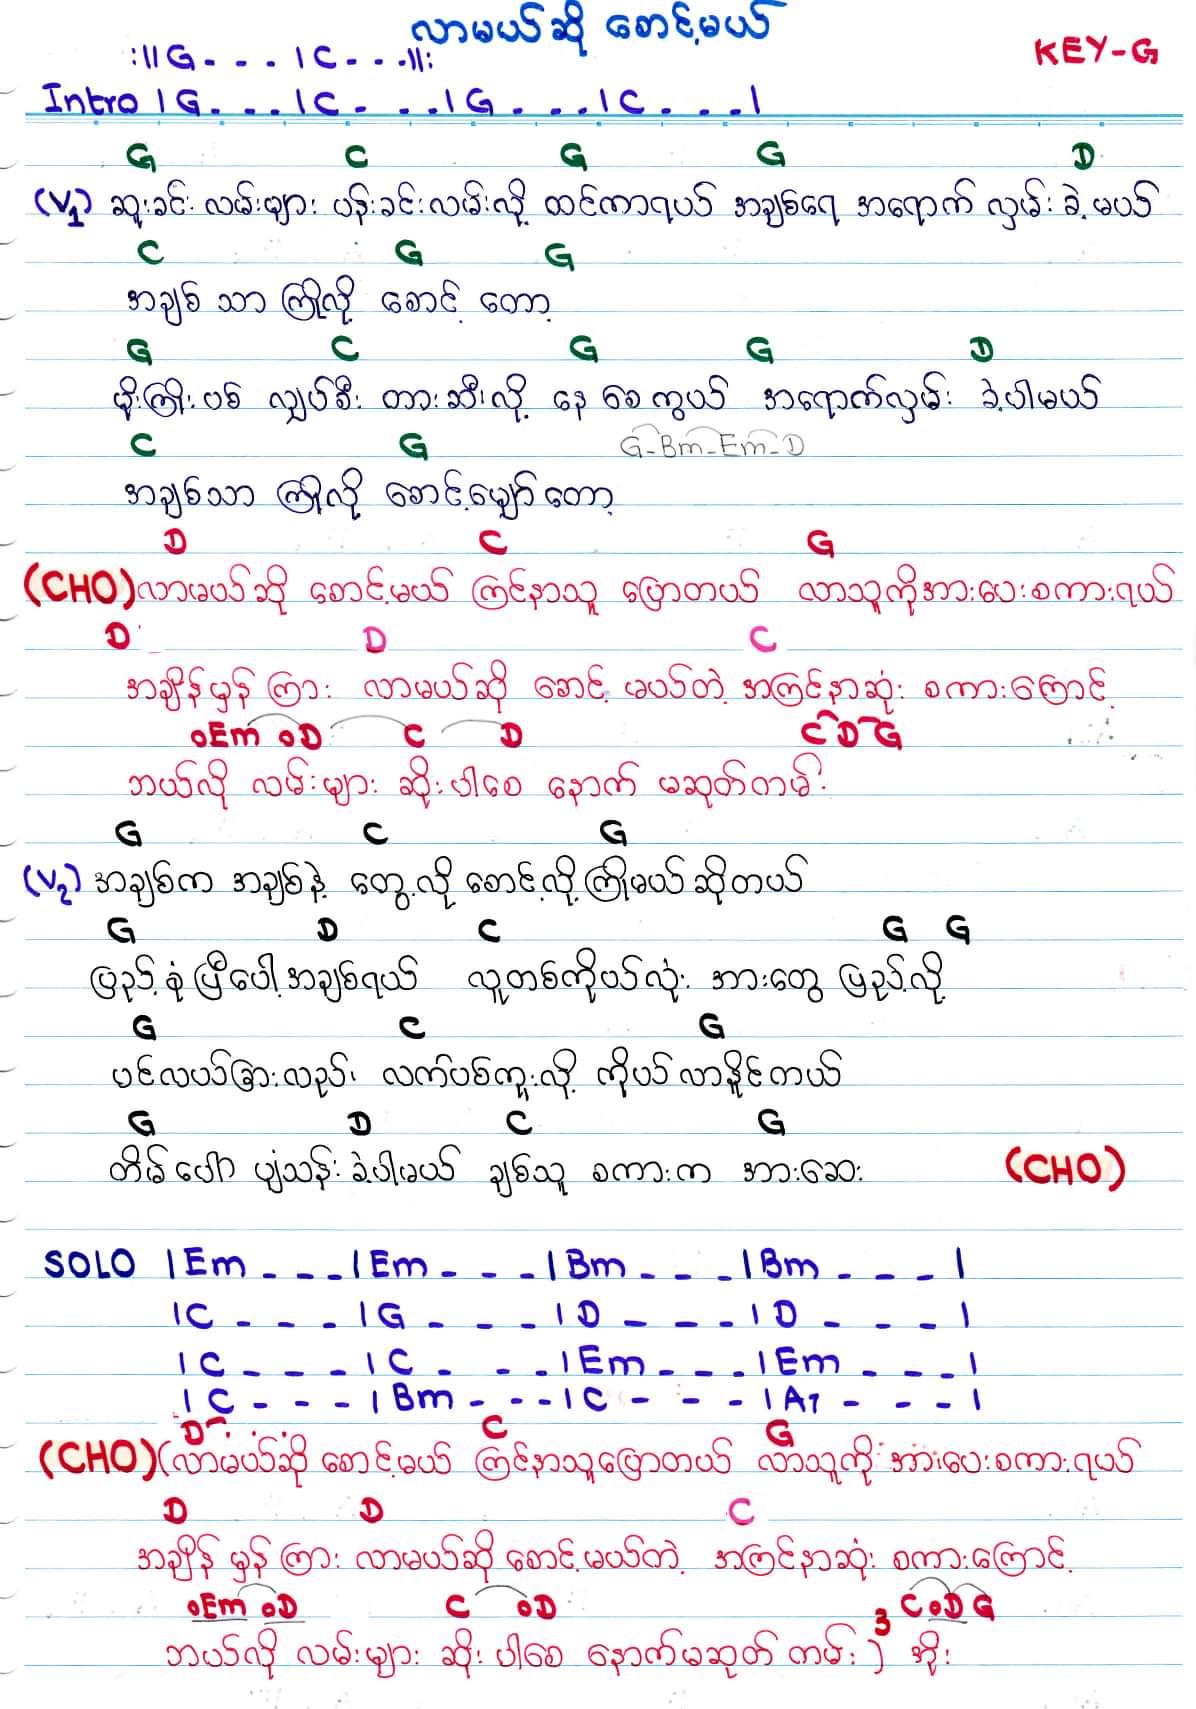 လာမယ်ဆို စောင့်မယ်
:||G - - - | C - - -||:
KEY-G
Intro | G - - - | C - - - | G - - - | C - - - |
G C G G D
(V1) ဆူးခင်း လမ်းများ ပန်းခင်းလမ်းလို့ ထင်ကာရယ် အချစ်ရေ အရောက် လှမ်း ခဲ့ မယ်
C G G
အချစ် သာ ကြိုလို့ စောင့် တော့
G C G G D
မိုးကြိုး ပစ် လျှပ်စီး တားဆီးလို့ နေ စေ ကွယ် အရောက်လှမ်း ခဲ့ပါမယ်
C G G-Bm-Em-D
အချစ်သာ ကြိုလို့ စောင့်မျှော် တော့
D C G
(CHO) လာမယ်ဆို စောင့်မယ် ကြင်နာသူ ပြောတယ် လာသူကိုအားပေးစကားရယ်
D D C
အချိန်မှန် ကြား လာမယ်ဆို စောင့် မယ်တဲ့ အကြင်နာဆုံး စကားကြောင့်
oEm oD C D C D G
ဘယ်လို လမ်းများ ဆိုးပါစေ နောက် မဆုတ်တမ်း
G C G
(V2) အချစ်က အချစ်နဲ့ တွေ့လို့ စောင့်လို့ကြိုမယ် ဆိုတယ်
G D C G G
ပြည့်စုံ ပြီပေါ့အချစ်ရယ် လူတစ်ကိုယ်လုံး အားတွေ ပြည့်လို့
G C G
ပင်လယ်ခြားလည်း လက်ပစ်ကူးလို့ ကိုယ် လာနိုင်တယ်
G D C G
တိမ်ပေါ် ပျံသန်း ခဲ့ပါမယ် ချစ်သူ စကားက အားဆေး (CHO)
SOLO | Em - - - | Em - - - | Bm - - - | Bm - - - |
| C - - - | G - - - | D - - - | D - - - |
| C - - - | C - - - | Em - - - | Em - - - |
| C - - - | Bm - - - | C - - - | A7 - - - |
D C G
(CHO) (လာမယ်ဆို စောင့်မယ် ကြင်နာသူပြောတယ် လာသူကို အားပေးစကားရယ်
D D C
အချိန် မှန် ကြား လာမယ်ဆို စောင့်မယ်တဲ့ အကြင်နာဆုံး စကားကြောင့်
oEm oD C oD C oD G
ဘယ်လို လမ်းများ ဆိုး ပါစေ နောက်မဆုတ် တမ်း )3 အိုး